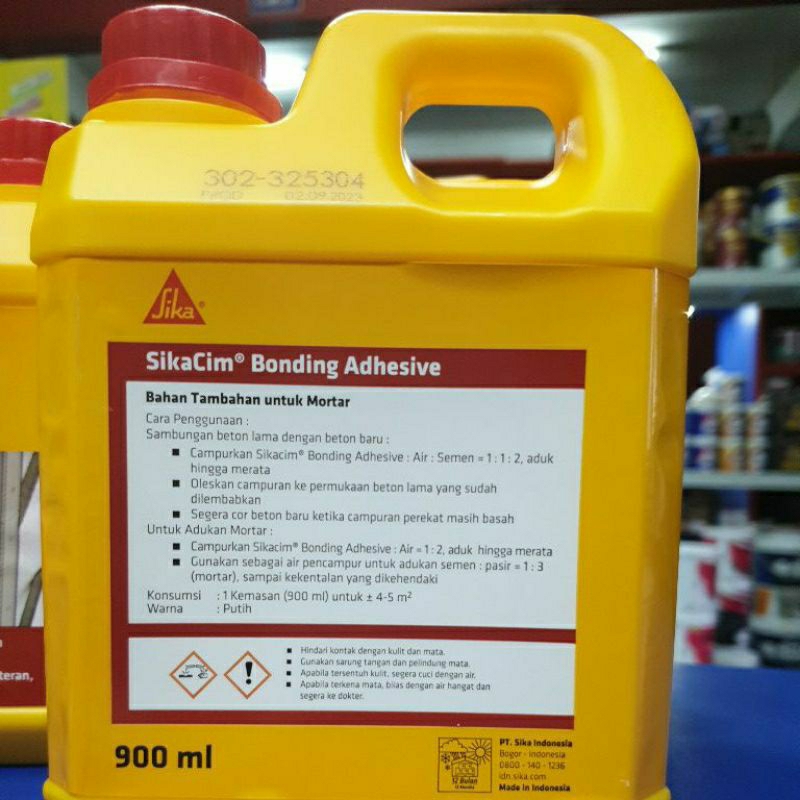 302-325304
PROD 02.09.2023
Sika®
SikaCim® Bonding Adhesive
Bahan Tambahan untuk Mortar
Cara Penggunaan :
Sambungan beton lama dengan beton baru :
■ Campurkan Sikacim® Bonding Adhesive : Air : Semen = 1 : 1 : 2, aduk
hingga merata
■ Oleskan campuran ke permukaan beton lama yang sudah
dilembabkan
■ Segera cor beton baru ketika campuran perekat masih basah
Untuk Adukan Mortar :
■ Campurkan Sikacim® Bonding Adhesive : Air = 1 : 2, aduk hingga merata
■ Gunakan sebagai air pencampur untuk adukan semen : pasir = 1 : 3
(mortar), sampai kekentalan yang dikehendaki
Konsumsi : 1 Kemasan (900 ml) untuk ± 4-5 m²
Warna : Putih
■ Hindari kontak dengan kulit dan mata.
■ Gunakan sarung tangan dan pelindung mata.
■ Apabila tersentuh kulit, segera cuci dengan air.
■ Apabila terkena mata, bilas dengan air hangat dan
segera ke dokter.
teran,
900 ml
12 Bulan
12 Months
PT. Sika Indonesia
Bogor - Indonesia
0800 - 140 - 1236
idn.sika.com
Made in Indonesia